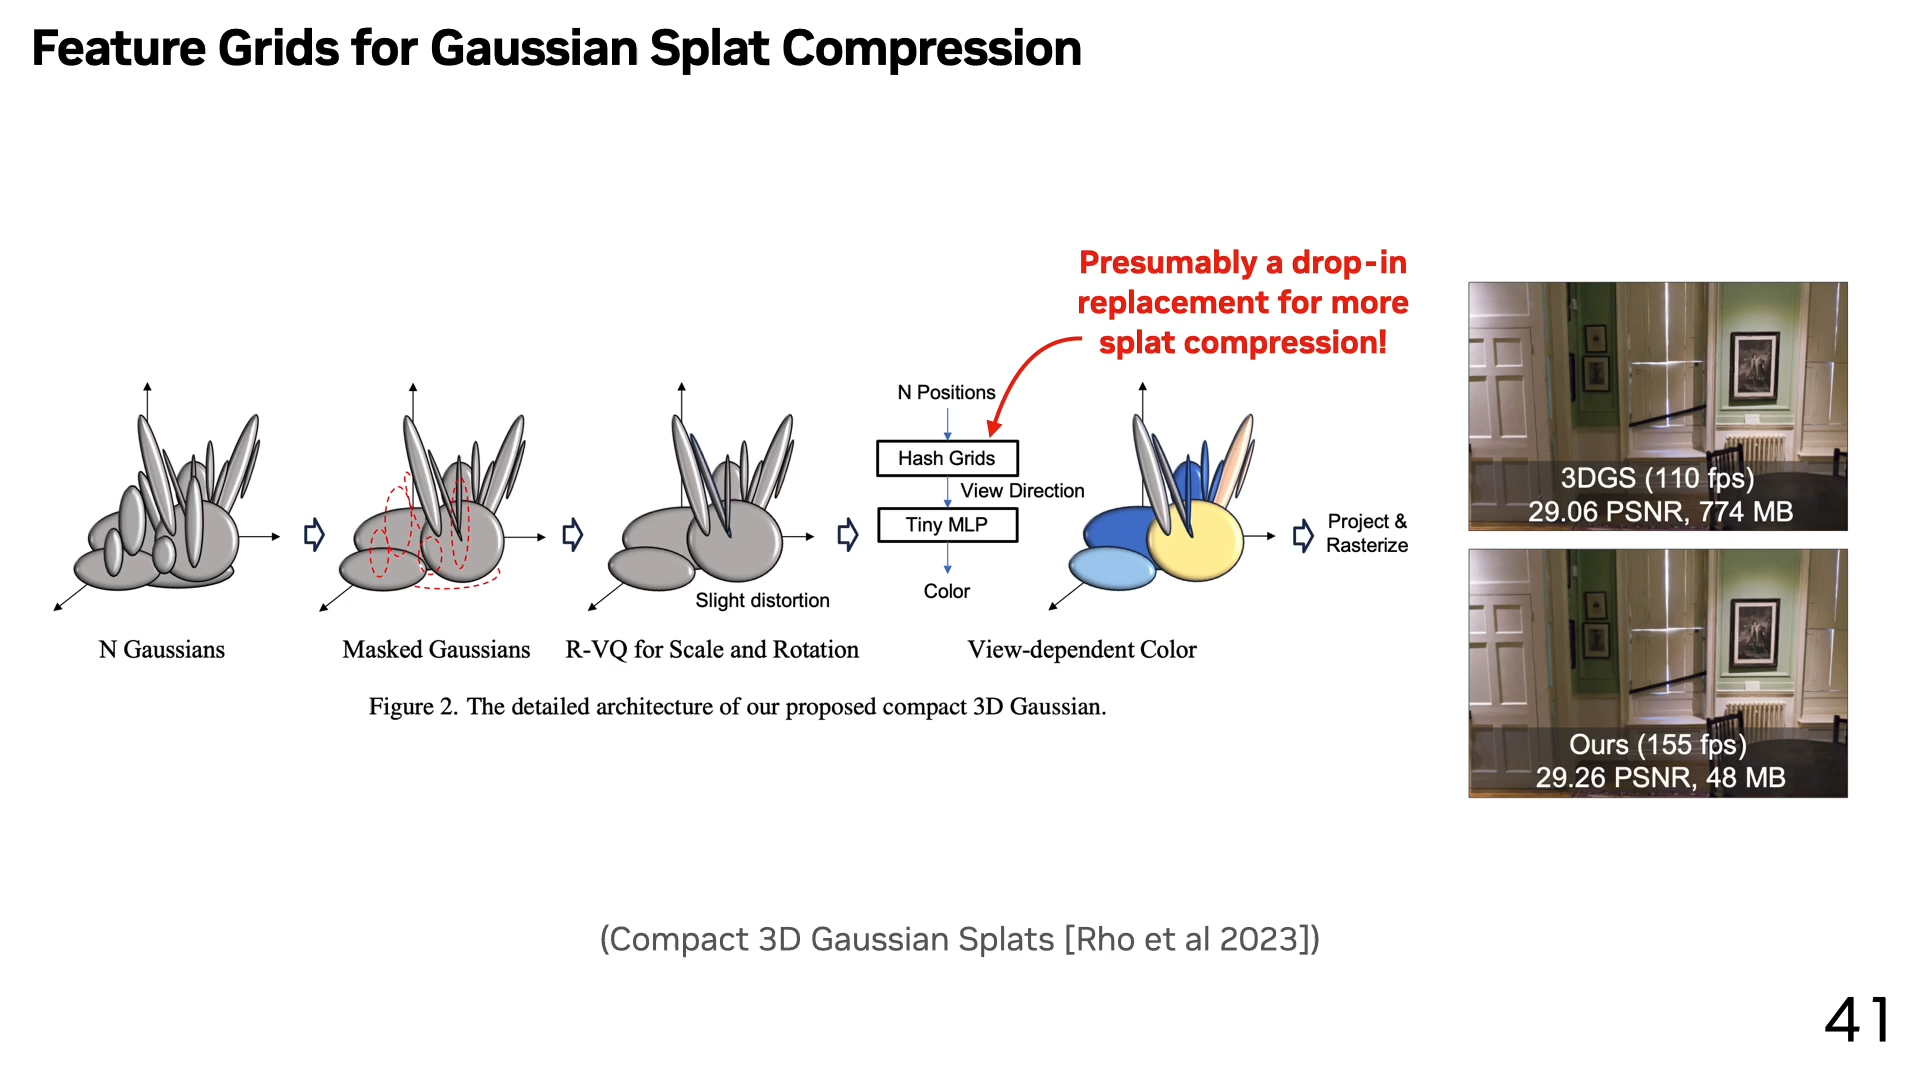 Feature Grids for Gaussian Splat Compression
Presumably a drop-in
replacement for more
splat compression!
N Positions
Hash Grids
View Direction
Tiny MLP
Color
Slight distortion
Project &
Rasterize
N Gaussians
Masked Gaussians
R-VQ for Scale and Rotation
View-dependent Color
Figure 2. The detailed architecture of our proposed compact 3D Gaussian.
3DGS (110 fps)
29.06 PSNR, 774 MB
Ours (155 fps)
29.26 PSNR, 48 MB
(Compact 3D Gaussian Splats [Rho et al 2023])
41